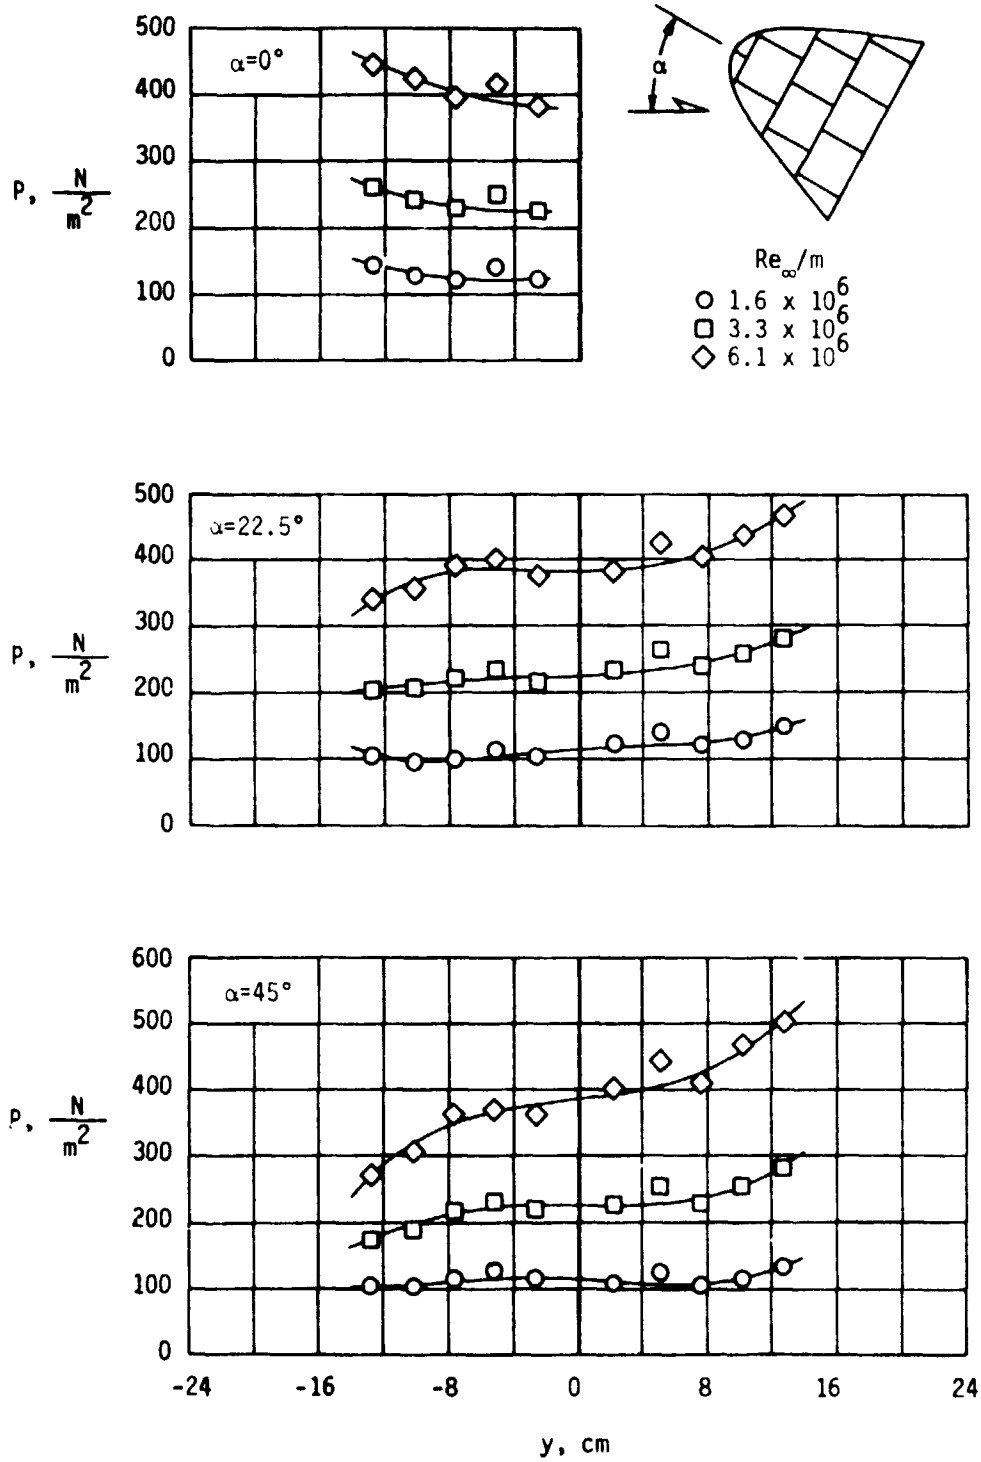 500
400
300
200
100
0
α=0°
P, N/m²
α
Re∞/m
○ 1.6 x 10⁶
□ 3.3 x 10⁶
◇ 6.1 x 10⁶
500
400
300
200
100
0
α=22.5°
P, N/m²
600
500
400
300
200
100
0
α=45°
P, N/m²
-24 -16 -8 0 8 16 24
y, cm